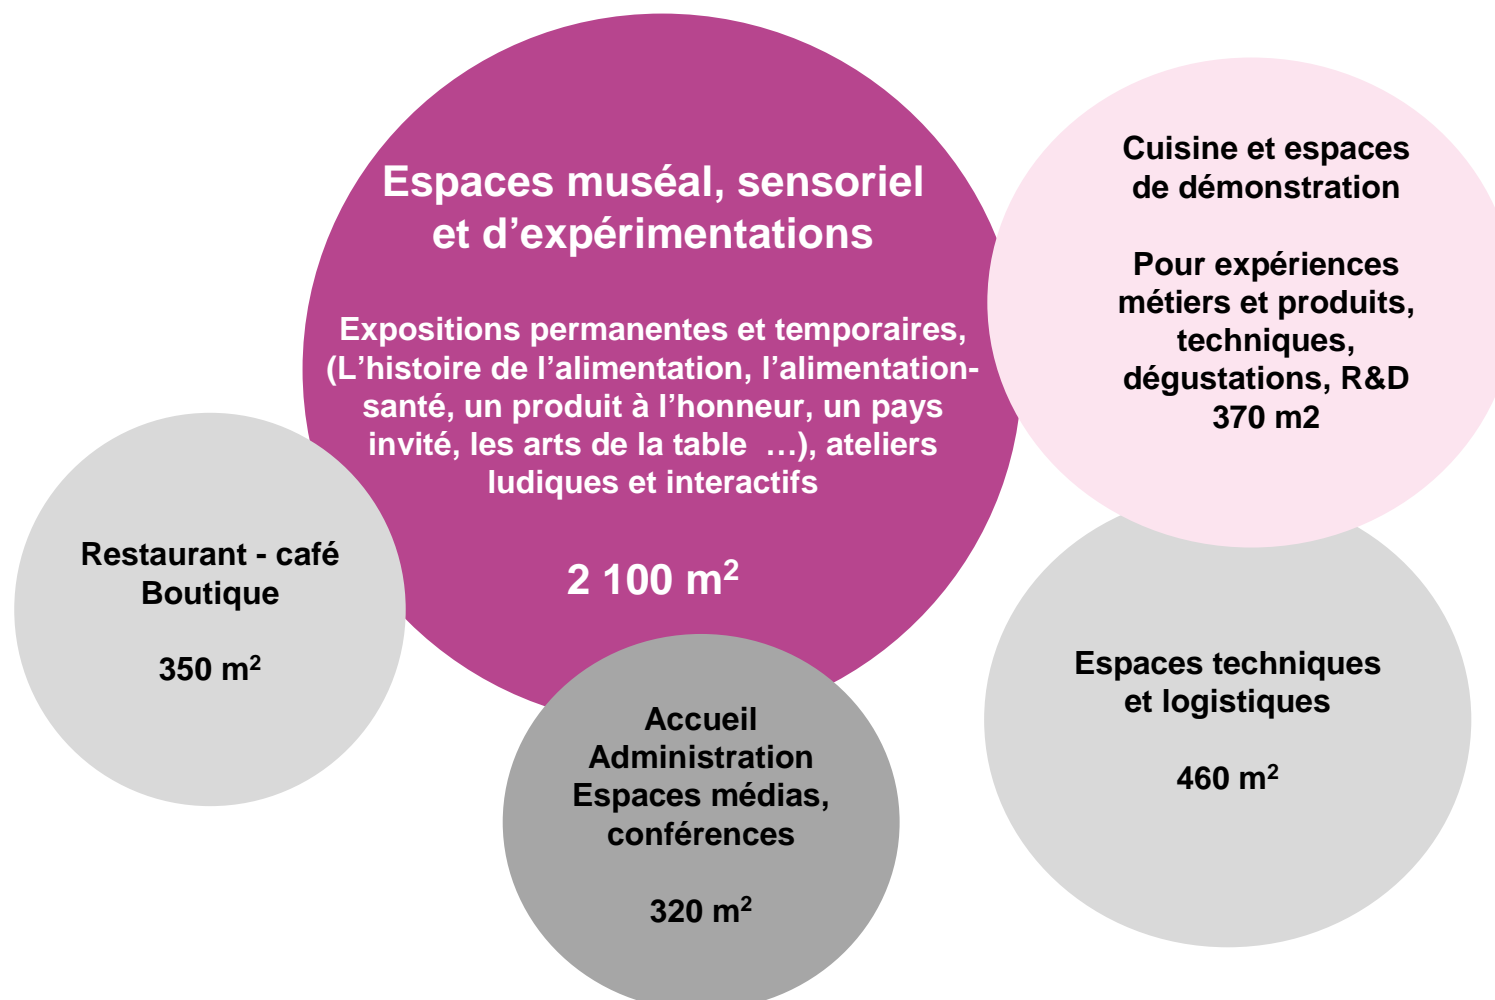 Espaces muséal, sensoriel
et d’expérimentations
Expositions permanentes et temporaires,
(L’histoire de l’alimentation, l’alimentation-
santé, un produit à l’honneur, un pays
invité, les arts de la table  …), ateliers
ludiques et interactifs
2 100 m²
Cuisine et espaces
de démonstration
Pour expériences
métiers et produits,
techniques,
dégustations, R&D
370 m2
Restaurant - café
Boutique
350 m²
Accueil
Administration
Espaces médias,
conférences
320 m²
Espaces techniques
et logistiques
460 m²